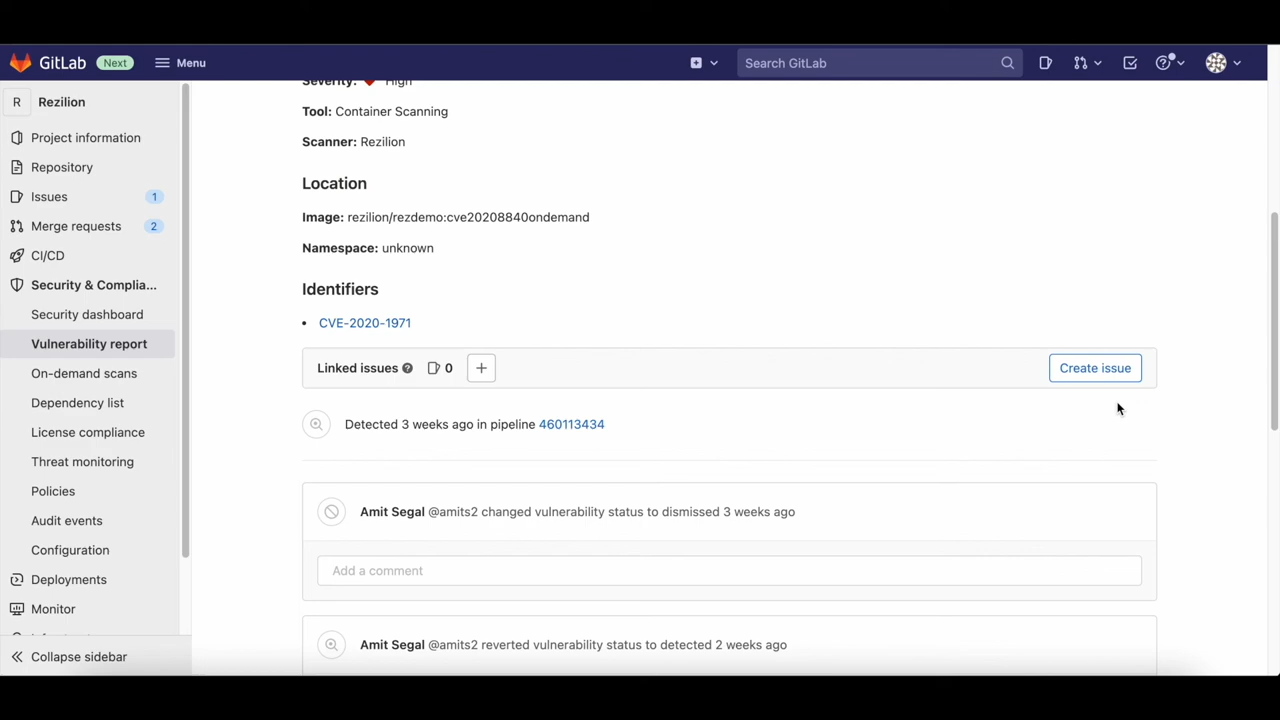 GitLab Next Menu Search GitLab
R Rezilion
Project information
Repository
Issues 1
Merge requests 2
CI/CD
Security & Complia...
Security dashboard
Vulnerability report
On-demand scans
Dependency list
License compliance
Threat monitoring
Policies
Audit events
Configuration
Deployments
Monitor
Collapse sidebar
Severity: High
Tool: Container Scanning
Scanner: Rezilion
Location
Image: rezilion/rezdemo:cve20208840ondemand
Namespace: unknown
Identifiers
• CVE-2020-1971
Linked issues ? 0 + Create issue
Detected 3 weeks ago in pipeline 460113434
Amit Segal @amits2 changed vulnerability status to dismissed 3 weeks ago
Add a comment
Amit Segal @amits2 reverted vulnerability status to detected 2 weeks ago